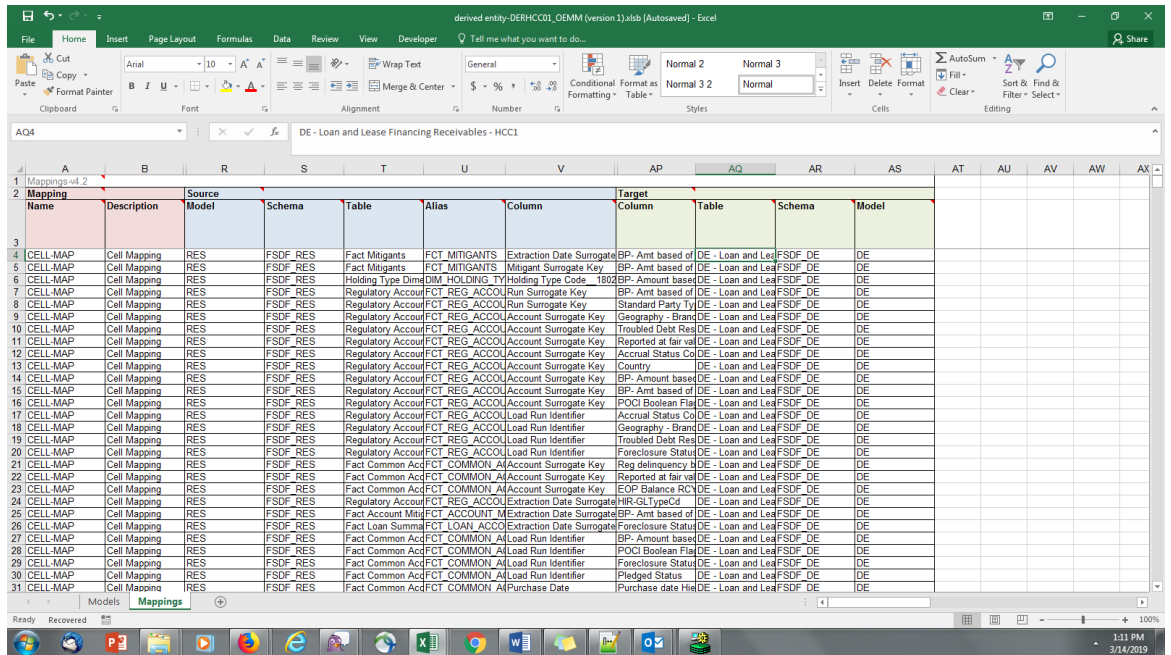 derived entity-DERHCC01_OEMM (version 1).xlsb [Autosaved] - Excel
File Home Insert Page Layout Formulas Data Review View Developer Tell me what you want to do... Share
Cut
Copy
Format Painter
Paste
Arial 10
B I U
Wrap Text
Merge & Center
General
$ % ,
Conditional Formatting
Format as Table
Normal 2 Normal 3
Normal 3 2 Normal
Insert Delete Format
AutoSum
Fill
Clear
Sort & Filter
Find & Select
Clipboard Font Alignment Number Styles Cells Editing
AQ4 fx DE - Loan and Lease Financing Receivables - HCC1
A B R S T U V AP AQ AR AS AT AU AV AW AX
1 Mappings-v4.2
2 Mapping Source Target
3 Name Description Model Schema Table Alias Column Column Table Schema Model
4 CELL-MAP Cell Mapping RES FSDF_RES Fact Mitigants FCT_MITIGANTS Extraction Date Surrogate BP- Amt based of DE - Loan and Lea FSDF_DE DE
5 CELL-MAP Cell Mapping RES FSDF_RES Fact Mitigants FCT_MITIGANTS Mitigant Surrogate Key BP- Amt based of DE - Loan and Lea FSDF_DE DE
6 CELL-MAP Cell Mapping RES FSDF_RES Holding Type Dime DIM_HOLDING_TY Holding Type Code__1802 BP- Amount based DE - Loan and Lea FSDF_DE DE
7 CELL-MAP Cell Mapping RES FSDF_RES Regulatory Accour FCT_REG_ACCOU Run Surrogate Key BP- Amt based of DE - Loan and Lea FSDF_DE DE
8 CELL-MAP Cell Mapping RES FSDF_RES Regulatory Accour FCT_REG_ACCOU Run Surrogate Key Standard Party Ty DE - Loan and Lea FSDF_DE DE
9 CELL-MAP Cell Mapping RES FSDF_RES Regulatory Accour FCT_REG_ACCOU Account Surrogate Key Geography - Branc DE - Loan and Lea FSDF_DE DE
10 CELL-MAP Cell Mapping RES FSDF_RES Regulatory Accour FCT_REG_ACCOU Account Surrogate Key Troubled Debt Res DE - Loan and Lea FSDF_DE DE
11 CELL-MAP Cell Mapping RES FSDF_RES Regulatory Accour FCT_REG_ACCOU Account Surrogate Key Reported at fair val DE - Loan and Lea FSDF_DE DE
12 CELL-MAP Cell Mapping RES FSDF_RES Regulatory Accour FCT_REG_ACCOU Account Surrogate Key Accrual Status Co DE - Loan and Lea FSDF_DE DE
13 CELL-MAP Cell Mapping RES FSDF_RES Regulatory Accour FCT_REG_ACCOU Account Surrogate Key Country DE - Loan and Lea FSDF_DE DE
14 CELL-MAP Cell Mapping RES FSDF_RES Regulatory Accour FCT_REG_ACCOU Account Surrogate Key BP- Amount based DE - Loan and Lea FSDF_DE DE
15 CELL-MAP Cell Mapping RES FSDF_RES Regulatory Accour FCT_REG_ACCOU Account Surrogate Key BP- Amt based of DE - Loan and Lea FSDF_DE DE
16 CELL-MAP Cell Mapping RES FSDF_RES Regulatory Accour FCT_REG_ACCOU Account Surrogate Key POCI Boolean Flag DE - Loan and Lea FSDF_DE DE
17 CELL-MAP Cell Mapping RES FSDF_RES Regulatory Accour FCT_REG_ACCOU Load Run Identifier Accrual Status Co DE - Loan and Lea FSDF_DE DE
18 CELL-MAP Cell Mapping RES FSDF_RES Regulatory Accour FCT_REG_ACCOU Load Run Identifier Geography - Branc DE - Loan and Lea FSDF_DE DE
19 CELL-MAP Cell Mapping RES FSDF_RES Regulatory Accour FCT_REG_ACCOU Load Run Identifier Troubled Debt Res DE - Loan and Lea FSDF_DE DE
20 CELL-MAP Cell Mapping RES FSDF_RES Regulatory Accour FCT_REG_ACCOU Load Run Identifier Foreclosure Status DE - Loan and Lea FSDF_DE DE
21 CELL-MAP Cell Mapping RES FSDF_RES Fact Common Acc FCT_COMMON_A Account Surrogate Key Reg delinquency b DE - Loan and Lea FSDF_DE DE
22 CELL-MAP Cell Mapping RES FSDF_RES Fact Common Acc FCT_COMMON_A Account Surrogate Key Reported at fair val DE - Loan and Lea FSDF_DE DE
23 CELL-MAP Cell Mapping RES FSDF_RES Fact Common Acc FCT_COMMON_A Account Surrogate Key EOP Balance RCY DE - Loan and Lea FSDF_DE DE
24 CELL-MAP Cell Mapping RES FSDF_RES Regulatory Accour FCT_REG_ACCOU Extraction Date Surrogate HIR-GLTypeCd DE - Loan and Lea FSDF_DE DE
25 CELL-MAP Cell Mapping RES FSDF_RES Fact Account Mitig FCT_ACCOUNT_M Extraction Date Surrogate BP- Amt based of DE - Loan and Lea FSDF_DE DE
26 CELL-MAP Cell Mapping RES FSDF_RES Fact Loan Summa FCT_LOAN_ACCO Extraction Date Surrogate Foreclosure Status DE - Loan and Lea FSDF_DE DE
27 CELL-MAP Cell Mapping RES FSDF_RES Fact Common Acc FCT_COMMON_A Load Run Identifier BP- Amount based DE - Loan and Lea FSDF_DE DE
28 CELL-MAP Cell Mapping RES FSDF_RES Fact Common Acc FCT_COMMON_A Load Run Identifier POCI Boolean Flag DE - Loan and Lea FSDF_DE DE
29 CELL-MAP Cell Mapping RES FSDF_RES Fact Common Acc FCT_COMMON_A Load Run Identifier Foreclosure Status DE - Loan and Lea FSDF_DE DE
30 CELL-MAP Cell Mapping RES FSDF_RES Fact Common Acc FCT_COMMON_A Load Run Identifier Pledged Status DE - Loan and Lea FSDF_DE DE
31 CELL-MAP Cell Mapping RES FSDF_RES Fact Common Acc FCT_COMMON_A Purchase Date Purchase date Hie DE - Loan and Lea FSDF_DE DE
Models Mappings
Ready Recovered 100%
1:11 PM
3/14/2019